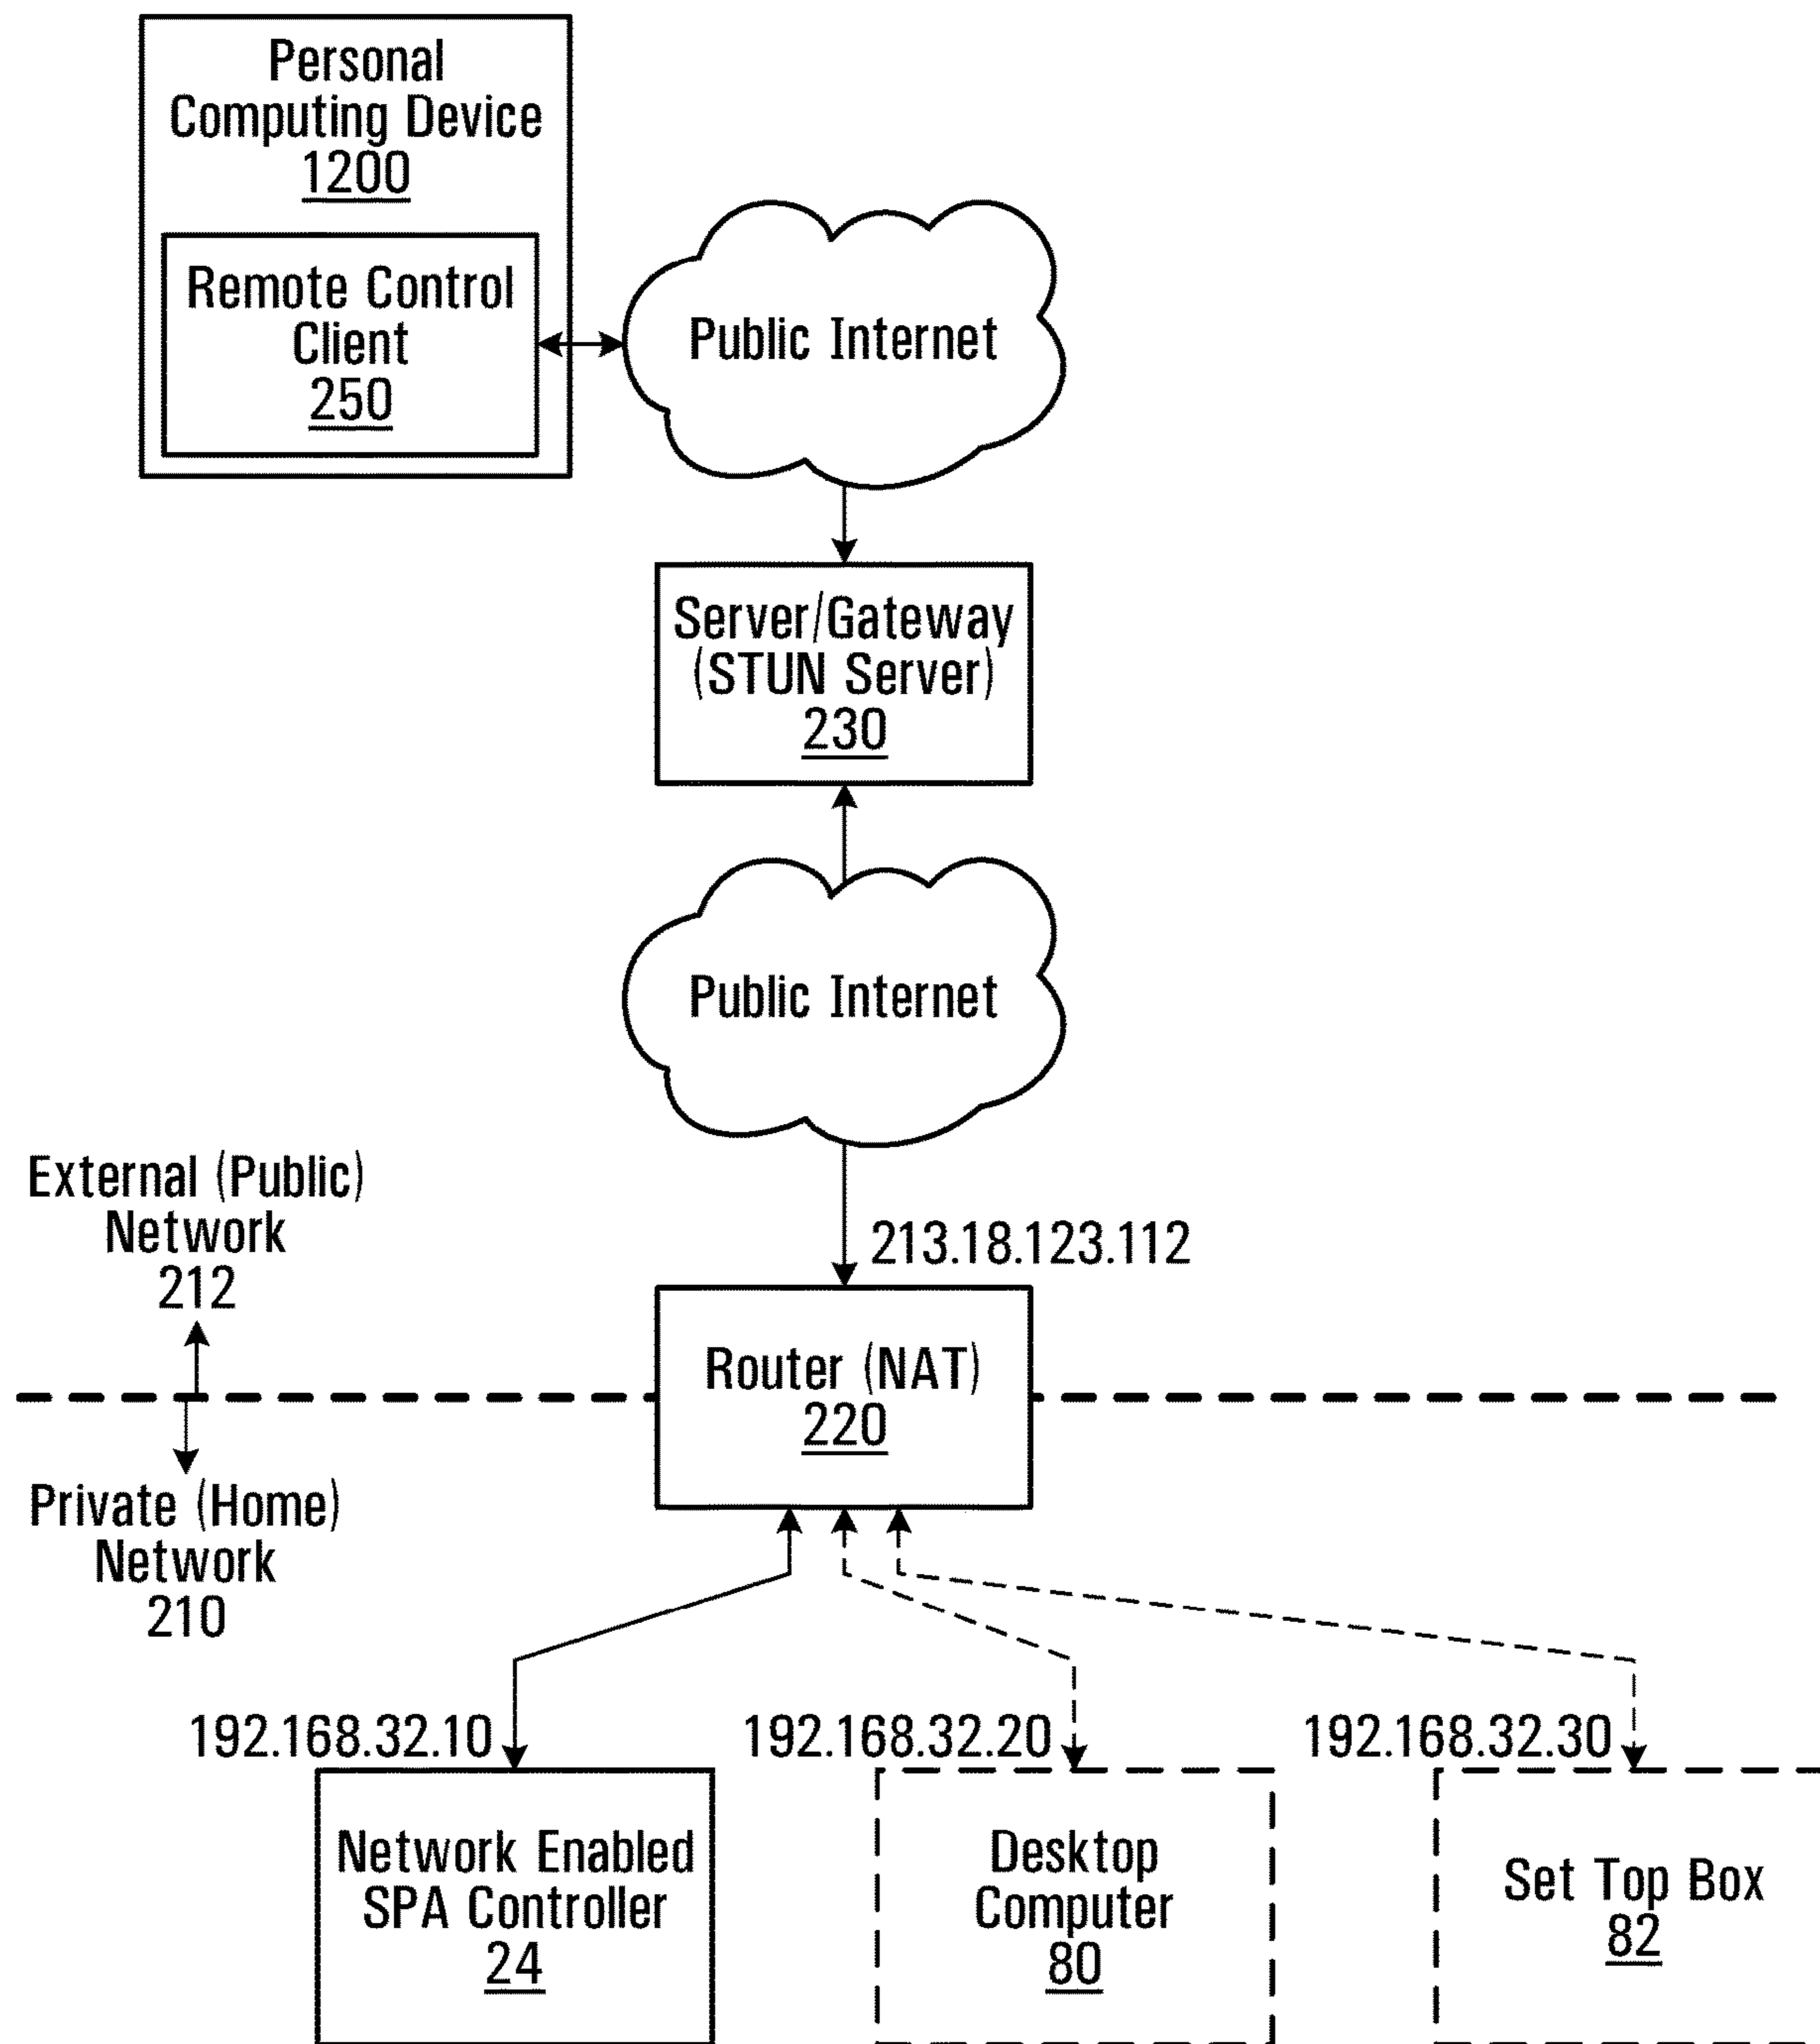 Personal
Computing Device
1200
Remote Control
Client
250
Public Internet
Server/Gateway
(STUN Server)
230
Public Internet
External (Public)
Network
212
213.18.123.112
Router (NAT)
220
Private (Home)
Network
210
192.168.32.10
192.168.32.20
192.168.32.30
Network Enabled
SPA Controller
24
Desktop
Computer
80
Set Top Box
82